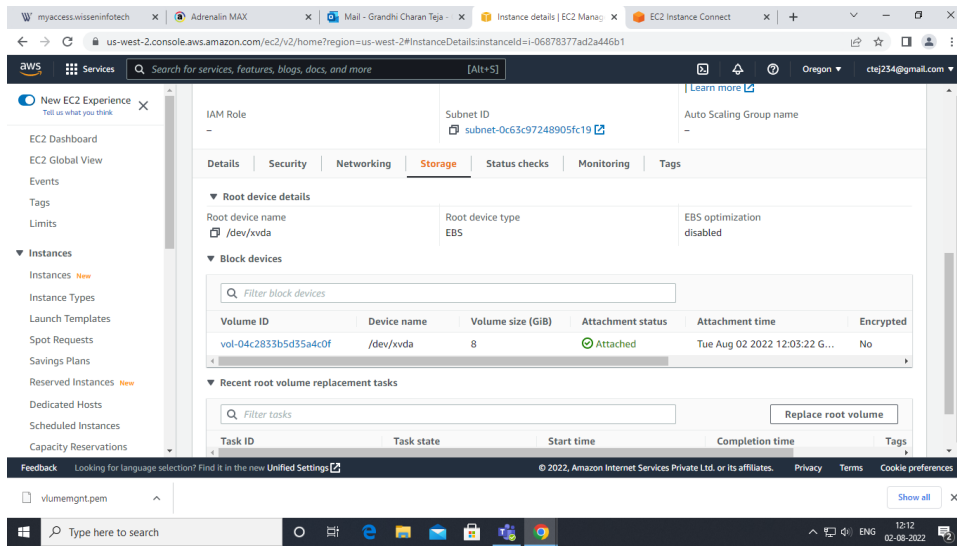 myaccess.wisseninfotech
Adrenalin MAX
Mail - Grandhi Charan Teja -
Instance details | EC2 Manag
EC2 Instance Connect
us-west-2.console.aws.amazon.com/ec2/v2/home?region=us-west-2#InstanceDetails:instanceId=i-06878377ad2a446b1
aws Services Search for services, features, blogs, docs, and more [Alt+S] Oregon ctej234@gmail.com
New EC2 Experience
Tell us what you think
EC2 Dashboard
EC2 Global View
Events
Tags
Limits
Instances
Instances New
Instance Types
Launch Templates
Spot Requests
Savings Plans
Reserved Instances New
Dedicated Hosts
Scheduled Instances
Capacity Reservations
Learn more
IAM Role Subnet ID Auto Scaling Group name
– subnet-0c63c97248905fc19 –
Details Security Networking Storage Status checks Monitoring Tags
Root device details
Root device name Root device type EBS optimization
/dev/xvda EBS disabled
Block devices
Filter block devices
Volume ID Device name Volume size (GiB) Attachment status Attachment time Encrypted
vol-04c2833b5d35a4c0f /dev/xvda 8 Attached Tue Aug 02 2022 12:03:22 G... No
Recent root volume replacement tasks
Filter tasks Replace root volume
Task ID Task state Start time Completion time Tags
Feedback Looking for language selection? Find it in the new Unified Settings © 2022, Amazon Internet Services Private Ltd. or its affiliates. Privacy Terms Cookie preferences
vlumemgnt.pem Show all
Type here to search ENG 12:12
02-08-2022
2